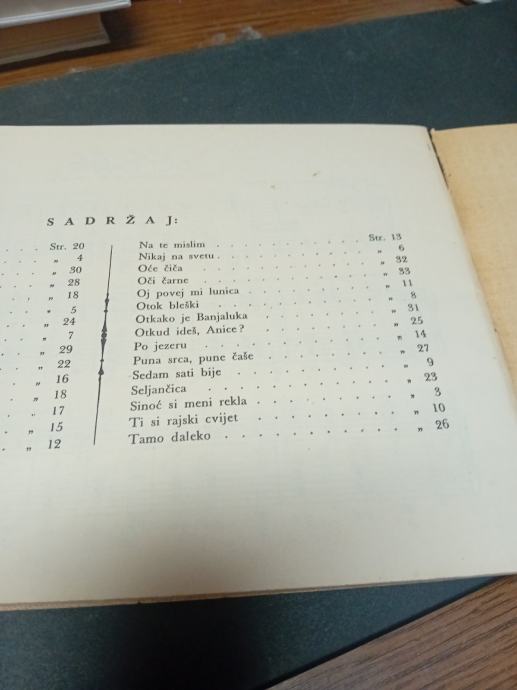 SADRŽAJ:
. . Str. 20
. . . „ 4
. . . „ 30
. . . „ 28
. . . „ 18
. . . „ 5
. . . „ 24
. . . „ 7
. . „ 29
. . „ 22
. . „ 16
. . „ 18
. . „ 17
. . „ 15
. . „ 12
Na te mislim . . . . . . . . . Str. 13
Nikaj na svetu . . . . . . . . . „ 6
Oće čiča . . . . . . . . . „ 32
Oči čarne . . . . . . . . . „ 33
Oj povej mi lunica . . . . . . . „ 11
Otok bleški . . . . . . . . . „ 8
Otkako je Banjaluka . . . . . . . „ 31
Otkud ideš, Anice? . . . . . . . „ 25
Po jezeru . . . . . . . . . „ 14
Puna srca, pune čaše . . . . . . . „ 27
Sedam sati bije . . . . . . . . „ 9
Seljančica . . . . . . . . . „ 23
Sinoć si meni rekla . . . . . . . „ 3
Ti si rajski cvijet . . . . . . . „ 10
Tamo daleko . . . . . . . . . „ 26